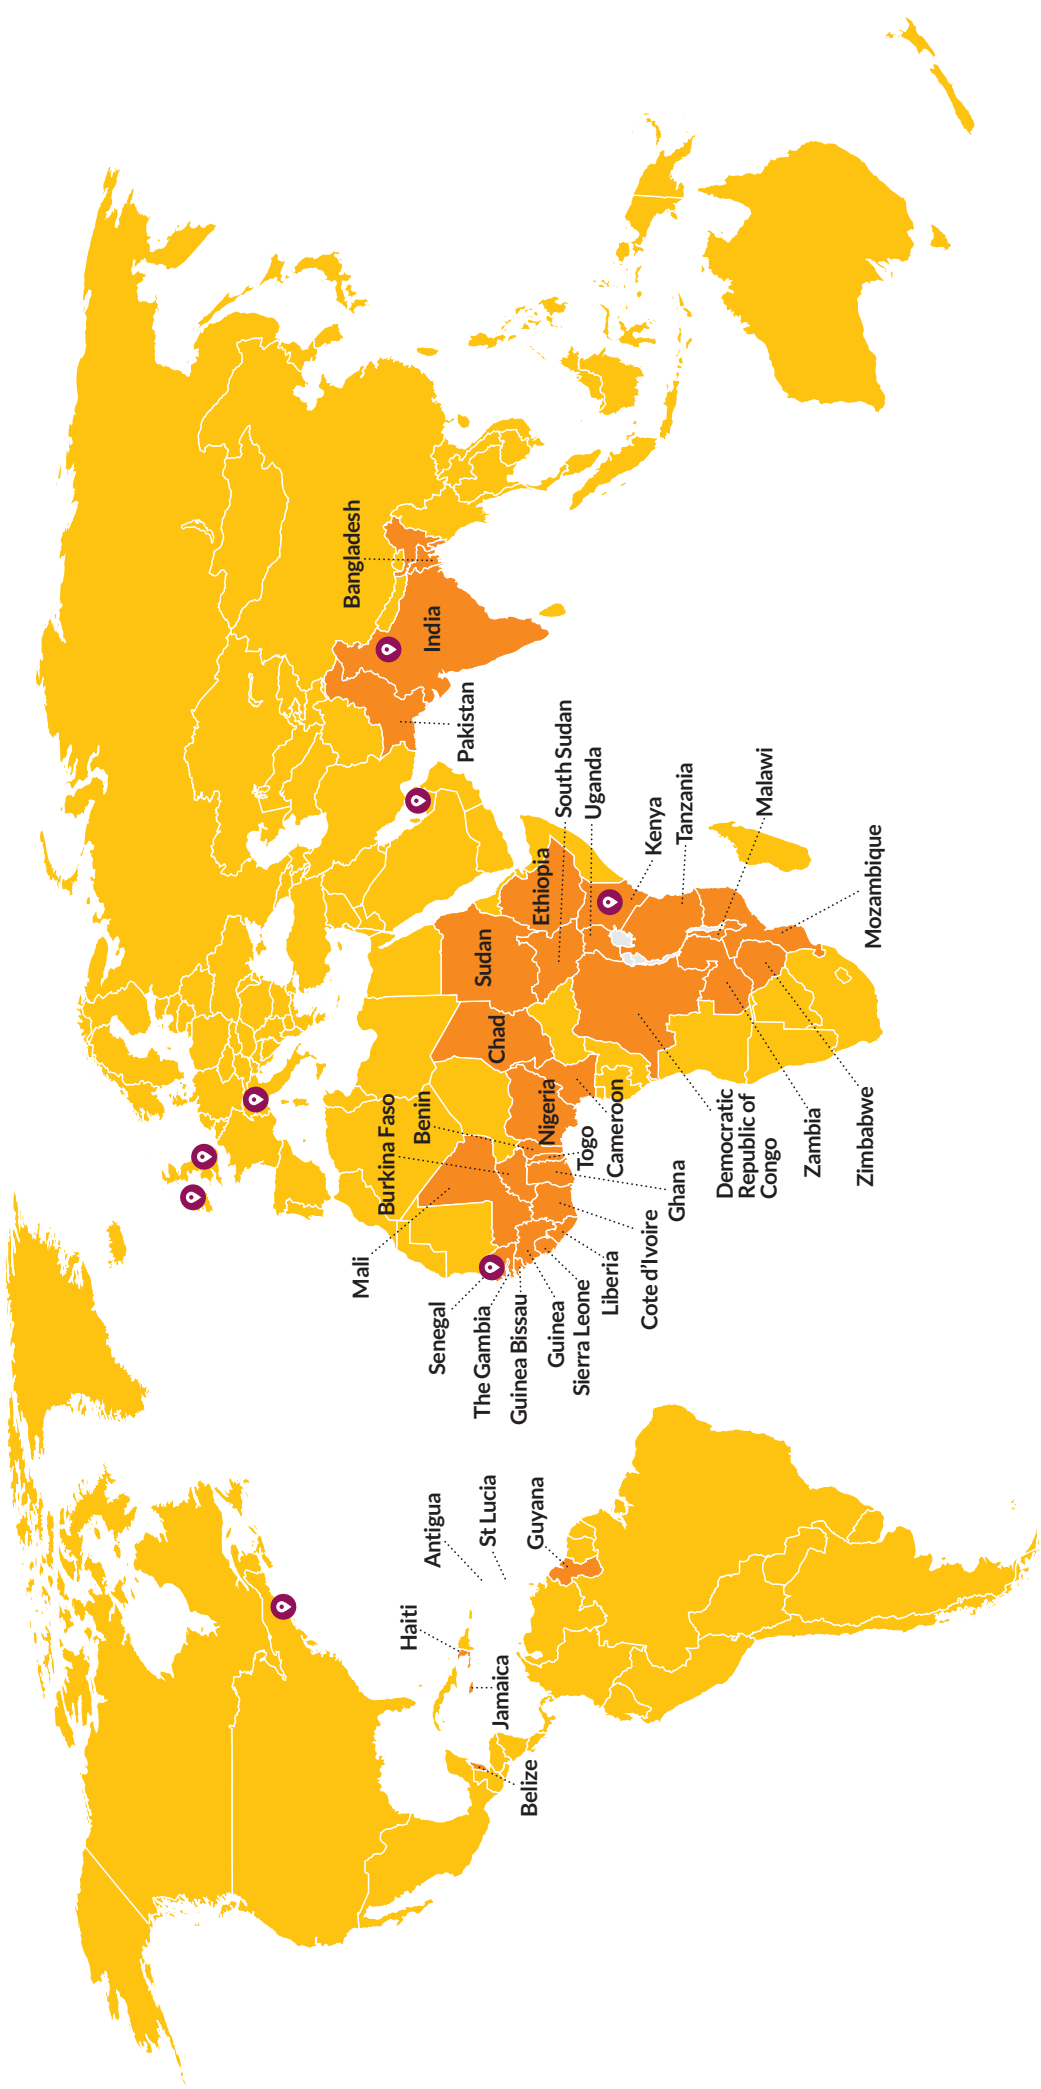 Haiti
Antigua
St Lucia
Guyana
Jamaica
Belize
Mali
Burkina Faso
Benin
Senegal
The Gambia
Guinea Bissau
Guinea
Sierra Leone
Liberia
Cote d'Ivoire
Ghana
Togo
Cameroon
Nigeria
Chad
Sudan
Ethiopia
South Sudan
Uganda
Kenya
Tanzania
Malawi
Mozambique
Democratic
Republic of
Congo
Zambia
Zimbabwe
Pakistan
India
Bangladesh